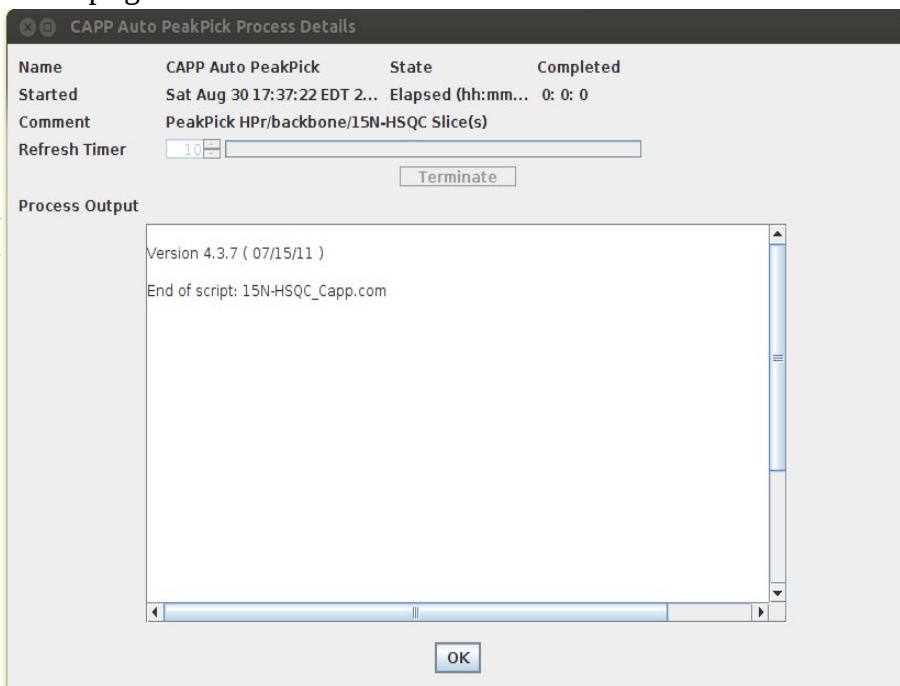 CAPP Auto PeakPick Process Details
Name CAPP Auto PeakPick State Completed
Started Sat Aug 30 17:37:22 EDT 2... Elapsed (hh:mm... 0: 0: 0
Comment PeakPick HPr/backbone/15N-HSQC Slice(s)
Refresh Timer 10
Terminate
Process Output
Version 4.3.7 ( 07/15/11 )
End of script: 15N-HSQC_Capp.com
OK